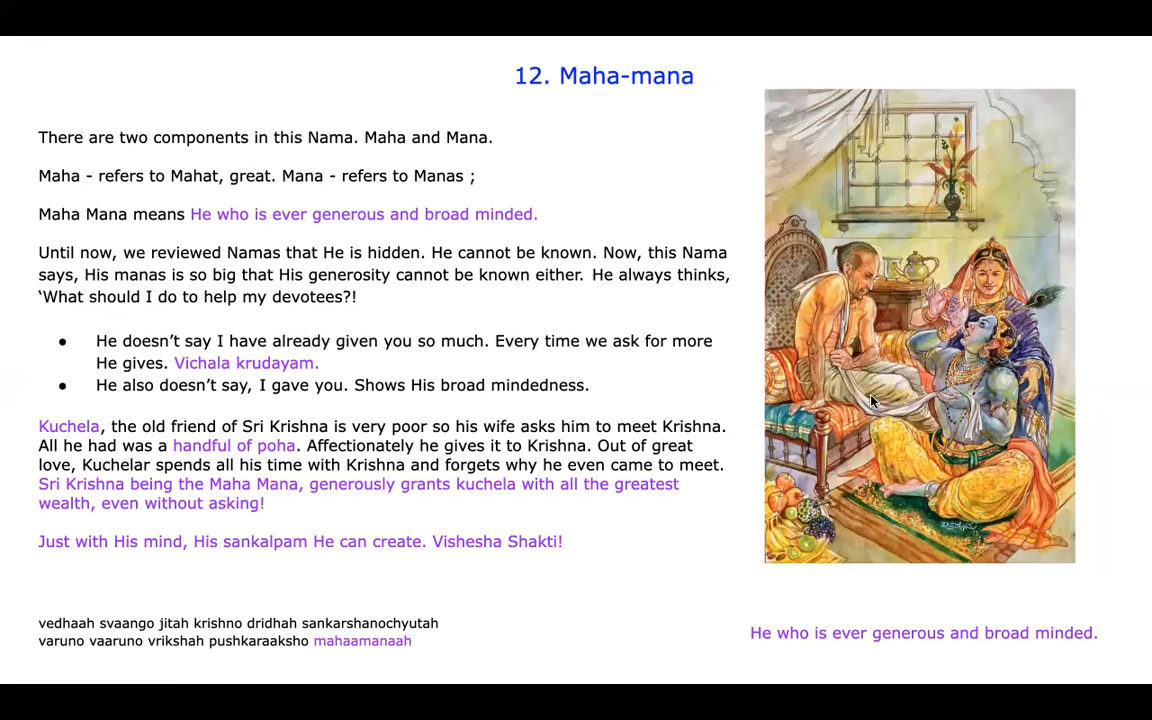 12. Maha-mana
There are two components in this Nama. Maha and Mana.
Maha - refers to Mahat, great. Mana - refers to Manas ;
Maha Mana means He who is ever generous and broad minded.
Until now, we reviewed Namas that He is hidden. He cannot be known. Now, this Nama
says, His manas is so big that His generosity cannot be known either. He always thinks,
‘What should I do to help my devotees?!
● He doesn’t say I have already given you so much. Every time we ask for more
He gives. Vichala krudayam.
● He also doesn’t say, I gave you. Shows His broad mindedness.
Kuchela, the old friend of Sri Krishna is very poor so his wife asks him to meet Krishna.
All he had was a handful of poha. Affectionately he gives it to Krishna. Out of great
love, Kuchelar spends all his time with Krishna and forgets why he even came to meet.
Sri Krishna being the Maha Mana, generously grants kuchela with all the greatest
wealth, even without asking!
Just with His mind, His sankalpam He can create. Vishesha Shakti!
vedhaah svaango jitah krishno dridhah sankarshanochyutah
varuno vaaruno vrikshah pushkaraaksho mahaamanaah
He who is ever generous and broad minded.